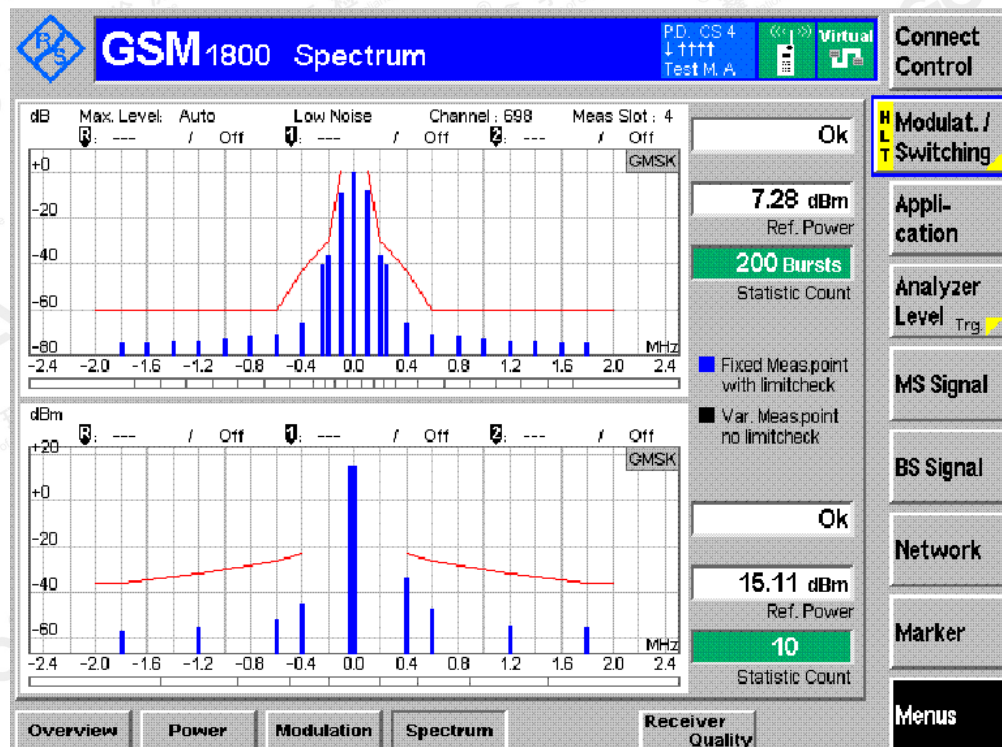 R S
GSM 1800 Spectrum
P.D. CS 4
↓ ↑↑↑↑
Test M. A
Virtual
Connect Control
dB Max. Level: Auto Low Noise Channel : 698 Meas Slot : 4
R: --- / Off 1: --- / Off 2: --- / Off
GMSK
+0
-20
-40
-60
-80
MHz
-2.4 -2.0 -1.6 -1.2 -0.8 -0.4 0.0 0.4 0.8 1.2 1.6 2.0 2.4
Ok
7.28 dBm
Ref. Power
200 Bursts
Statistic Count
Fixed Meas.point
with limitcheck
Var. Meas.point
no limitcheck
dBm
R: --- / Off 1: --- / Off 2: --- / Off
GMSK
+20
+0
-20
-40
-60
MHz
-2.4 -2.0 -1.6 -1.2 -0.8 -0.4 0.0 0.4 0.8 1.2 1.6 2.0 2.4
Ok
15.11 dBm
Ref. Power
10
Statistic Count
HLT
Modulat. /
Switching
Appli-
cation
Analyzer
Level Trg.
MS Signal
BS Signal
Network
Marker
Menus
Overview Power Modulation Spectrum Receiver
Quality